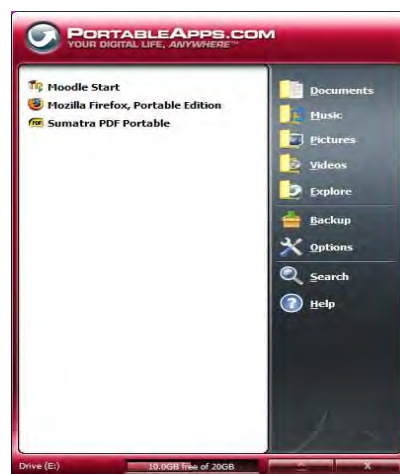 PORTABLEAPPS.COM
YOUR DIGITAL LIFE, ANYWHERE™
Moodle Start
Mozilla Firefox, Portable Edition
PDF Sumatra PDF Portable
Documents
Music
Pictures
Videos
Explore
Backup
Options
Search
Help
Drive (E:)
10.0GB free of 20GB
X